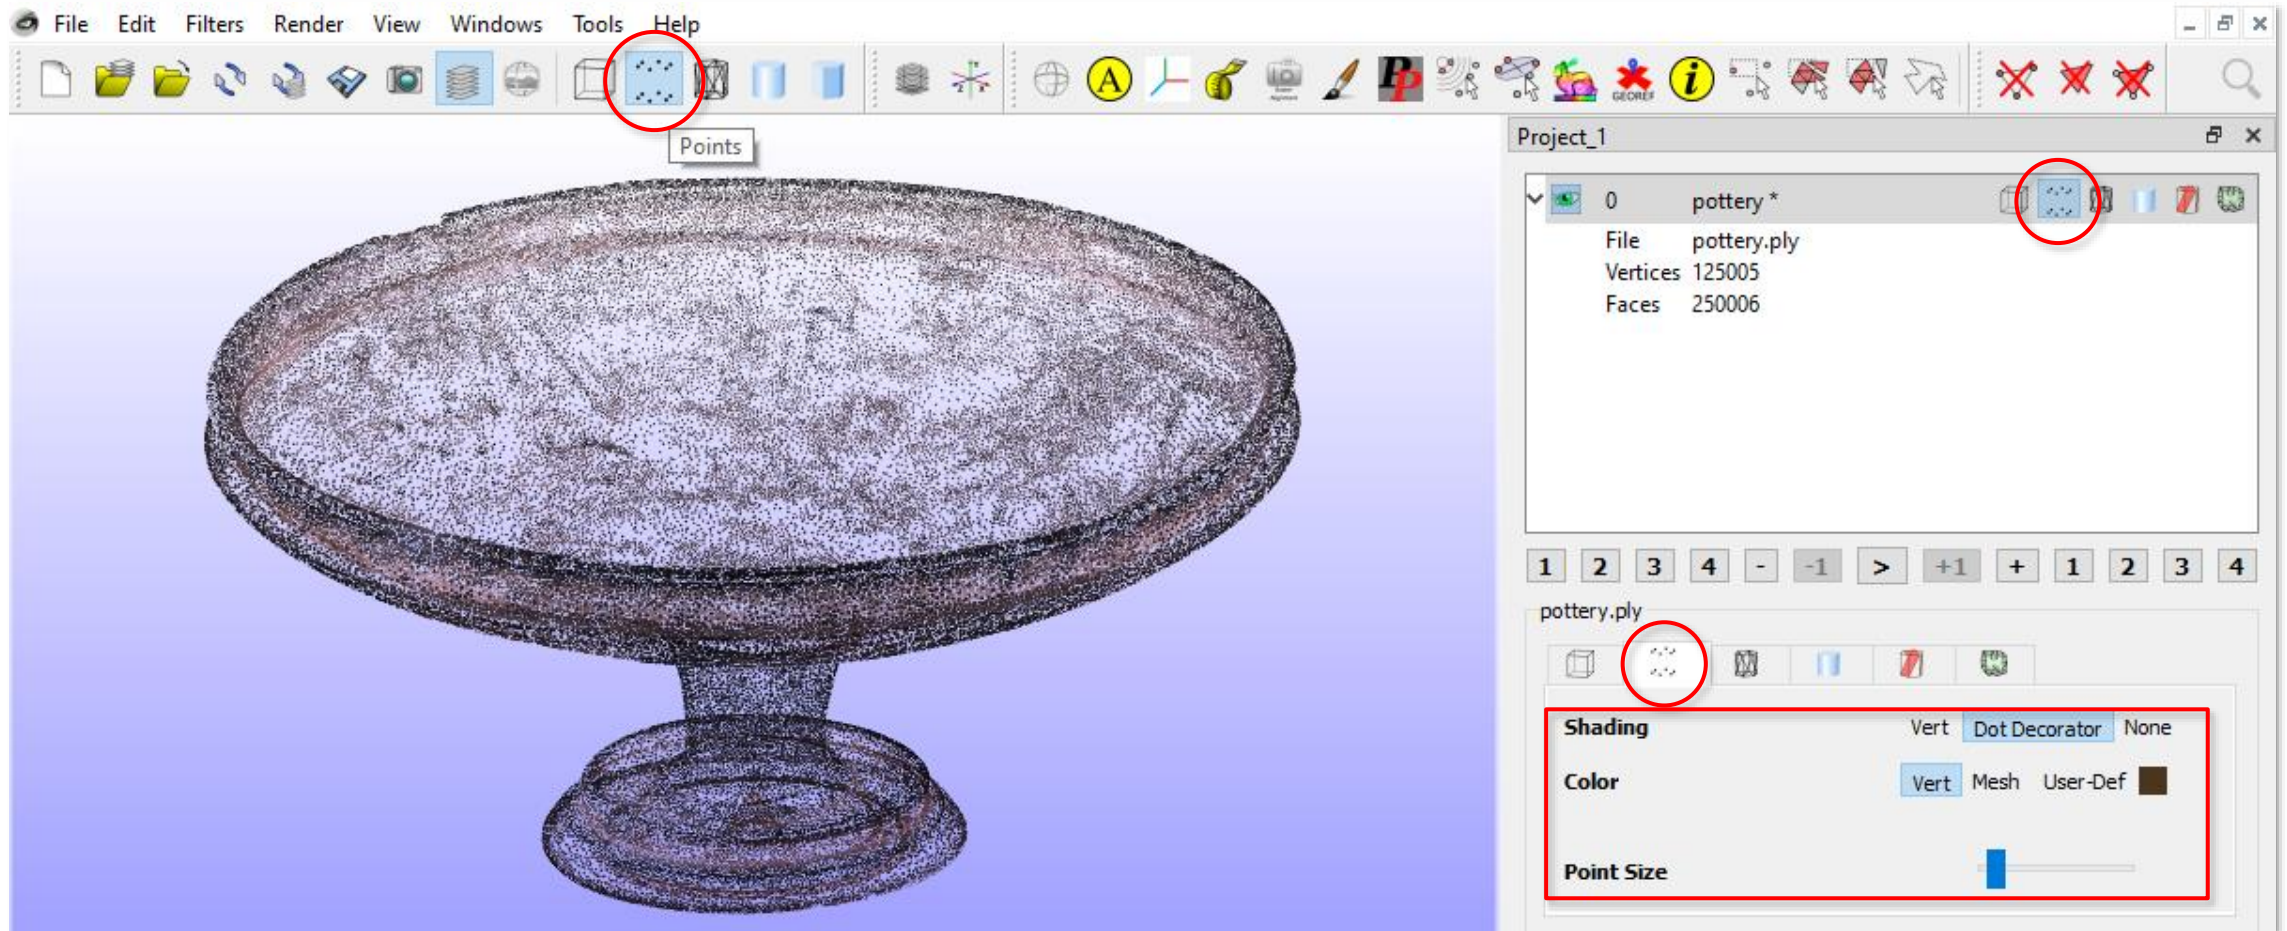 File Edit Filters Render View Windows Tools Help
A PP GEOREF i
Points
Project_1
0 pottery *
File pottery.ply
Vertices 125005
Faces 250006
1 2 3 4 - -1 > +1 + 1 2 3 4
pottery.ply
Shading Vert Dot Decorator None
Color Vert Mesh User-Def
Point Size